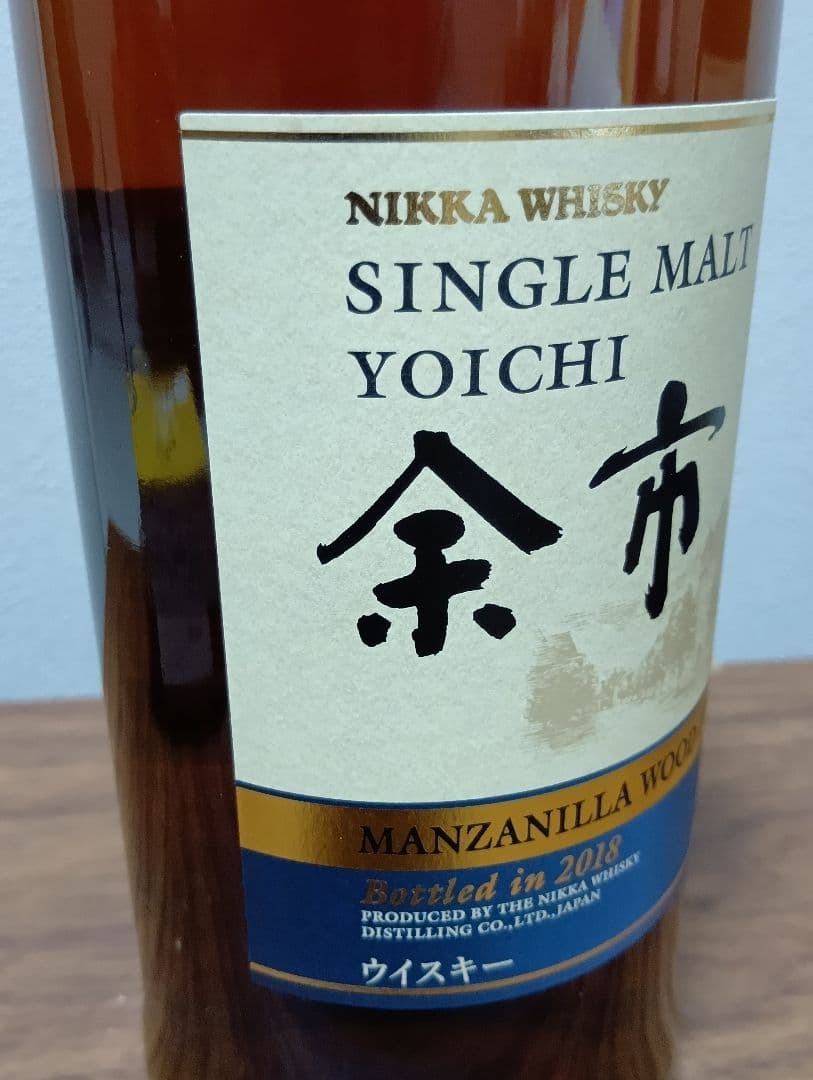 NIKKA WHISKY
SINGLE MALT
YOICHI
余市
MANZANILLA WOOD
Bottled in 2018
PRODUCED BY THE NIKKA WHISKY
DISTILLING CO.,LTD.,JAPAN
ウイスキー